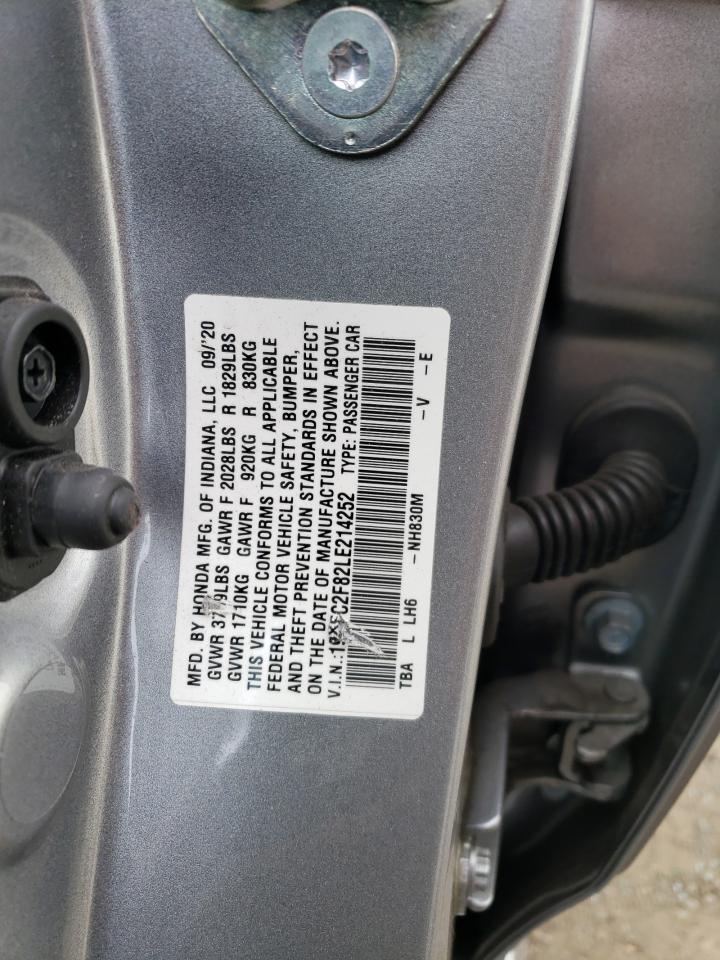 MFD. BY HONDA MFG. OF INDIANA, LLC 09/'20
GAWR F 2028LBS R 1829LBS
GVWR 1710KG GAWR F 920KG R 830KG
THIS VEHICLE CONFORMS TO ALL APPLICABLE
FEDERAL MOTOR VEHICLE SAFETY, BUMPER,
AND THEFT PREVENTION STANDARDS IN EFFECT
ON THE DATE OF MANUFACTURE SHOWN ABOVE.
V.I.N.: TYPE: PASSENGER CAR
TBA L LH6 -NH830M -V -E